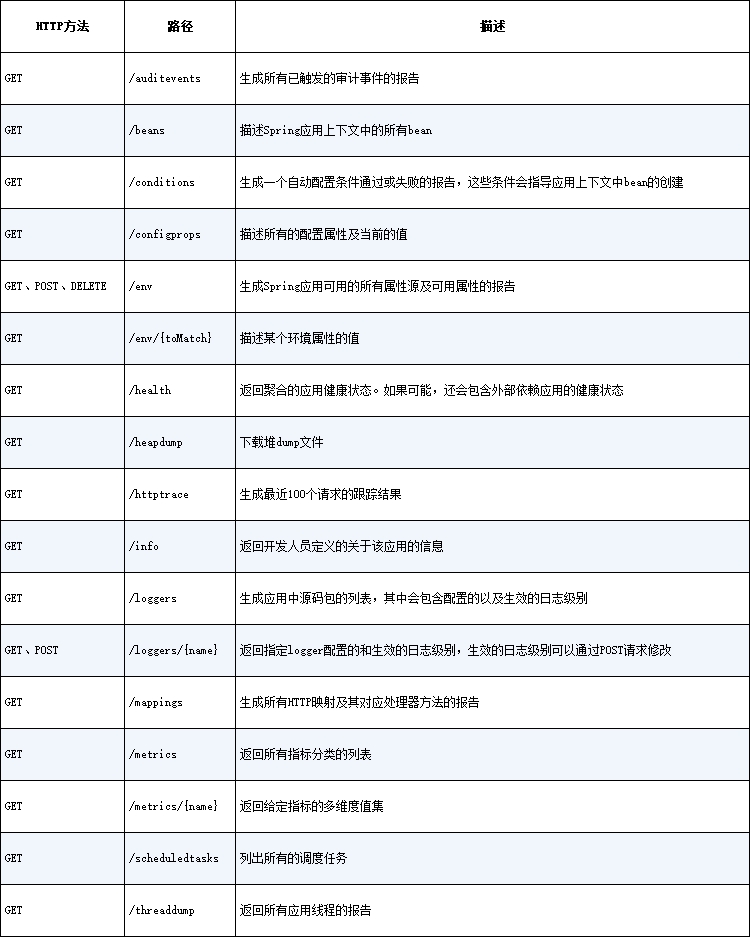 HTTP方法 路径 描述
GET /auditevents 生成所有已触发的审计事件的报告
GET /beans 描述Spring应用上下文中的所有bean
GET /conditions 生成一个自动配置条件通过或失败的报告，这些条件会指导应用上下文中bean的创建
GET /configprops 描述所有的配置属性及当前的值
GET、POST、DELETE /env 生成Spring应用可用的所有属性源及可用属性的报告
GET /env/{toMatch} 描述某个环境属性的值
GET /health 返回聚合的应用健康状态。如果可能，还会包含外部依赖应用的健康状态
GET /heapdump 下载堆dump文件
GET /httptrace 生成最近100个请求的跟踪结果
GET /info 返回开发人员定义的关于该应用的信息
GET /loggers 生成应用中源码包的列表，其中会包含配置的以及生效的日志级别
GET、POST /loggers/{name} 返回指定logger配置的和生效的日志级别，生效的日志级别可以通过POST请求修改
GET /mappings 生成所有HTTP映射及其对应处理器方法的报告
GET /metrics 返回所有指标分类的列表
GET /metrics/{name} 返回给定指标的多维度值集
GET /scheduledtasks 列出所有的调度任务
GET /threaddump 返回所有应用线程的报告